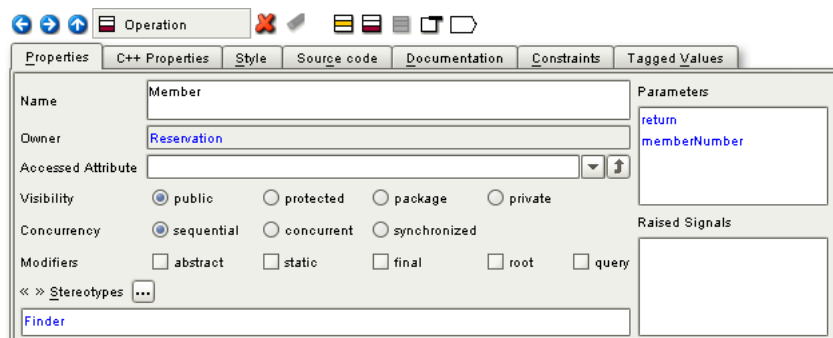 Operation
Properties C++ Properties Style Source code Documentation Constraints Tagged Values
Name Member
Owner Reservation
Accessed Attribute
Visibility public protected package private
Concurrency sequential concurrent synchronized
Modifiers abstract static final root query
« » Stereotypes ...
Finder
Parameters
return
memberNumber
Raised Signals